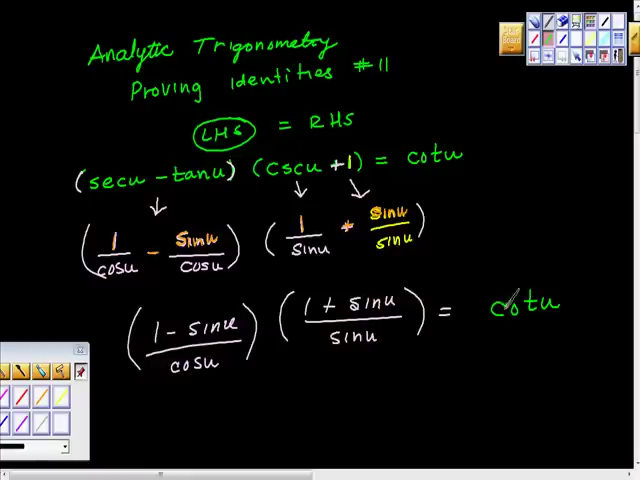 Analytic Trigonometry
Proving Identities #11
LHS = RHS
(secu - tanu) (cscu + 1) = cotu
(1/cosu - sinu/cosu) (1/sinu + sinu/sinu)
(1 - sinu/cosu) (1 + sinu/sinu) = cotu